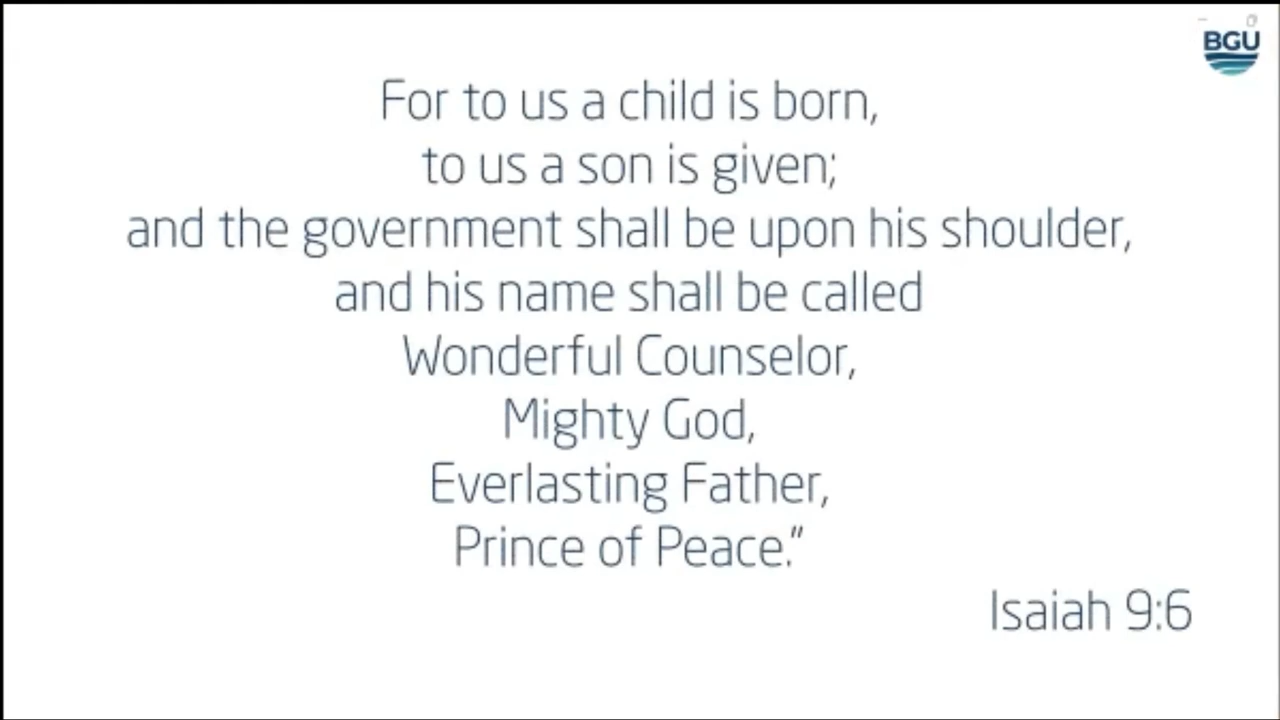 BGU
For to us a child is born,
to us a son is given;
and the government shall be upon his shoulder,
and his name shall be called
Wonderful Counselor,
Mighty God,
Everlasting Father,
Prince of Peace.”
Isaiah 9:6